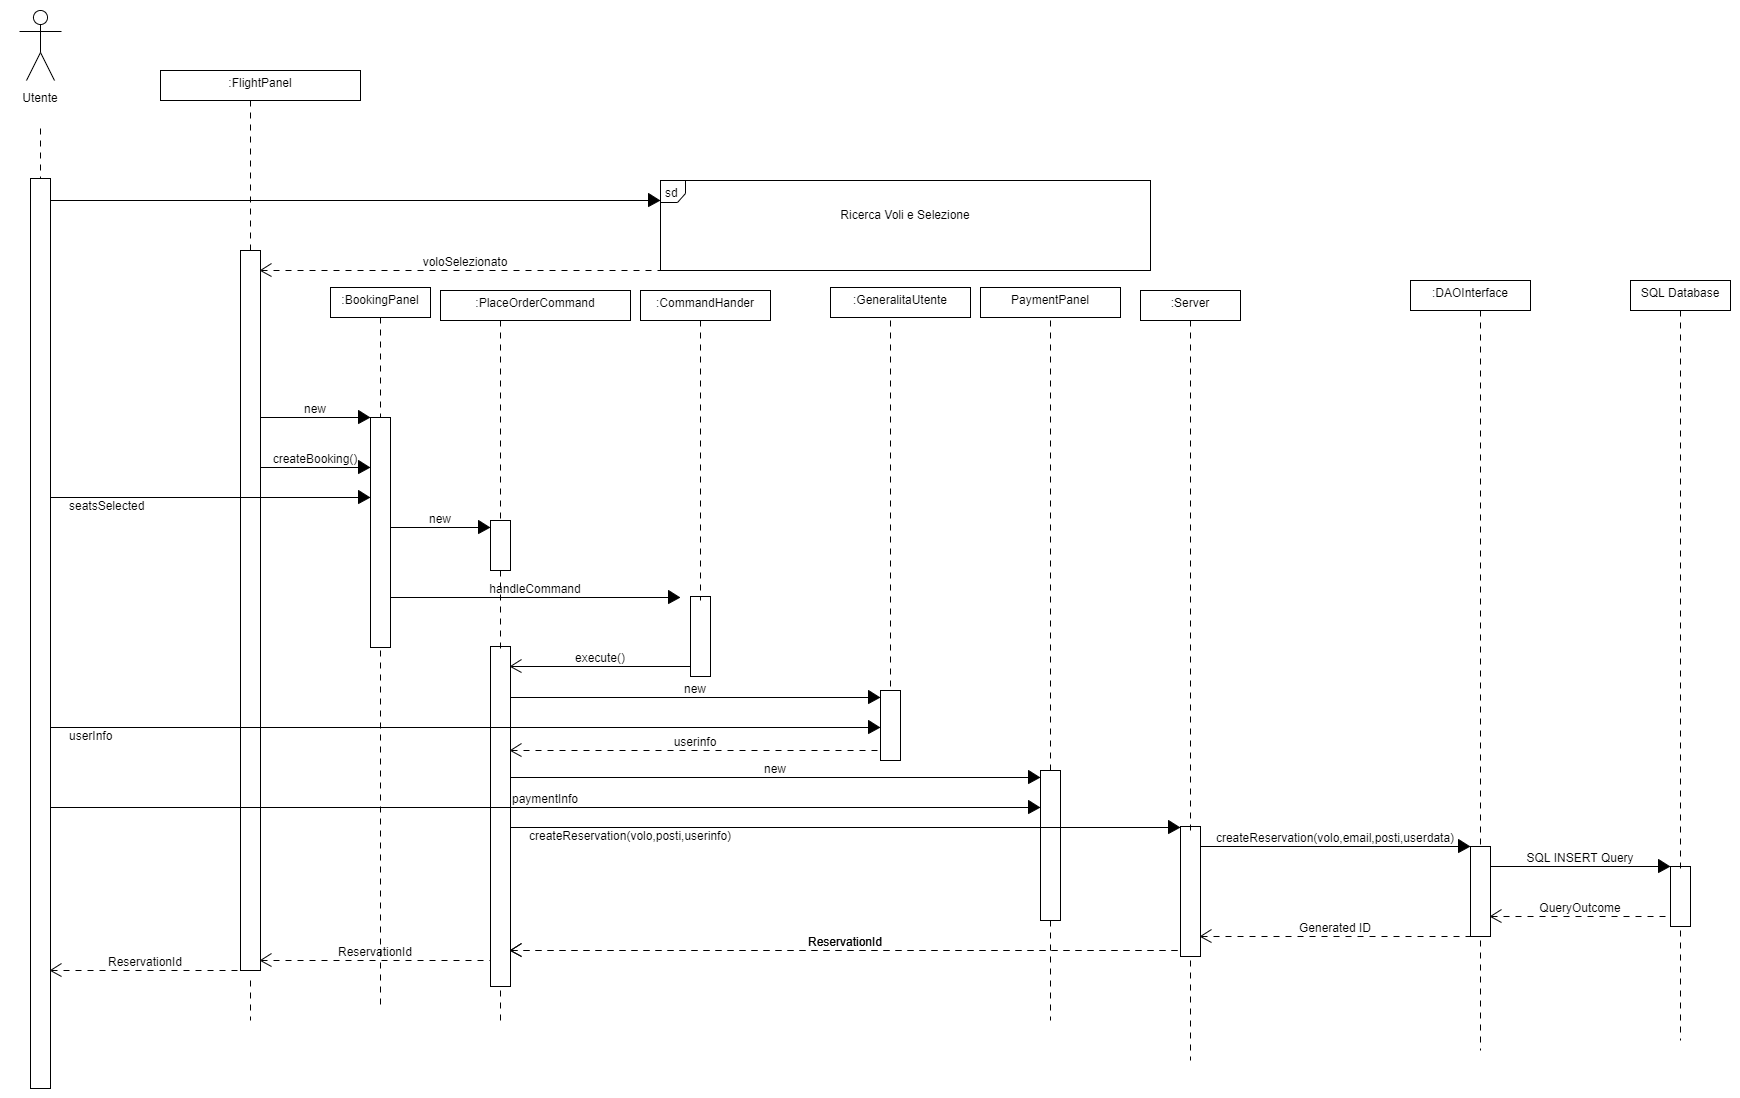 Utente
:FlightPanel
sd
Ricerca Voli e Selezione
voloSelezionato
:BookingPanel
:PlaceOrderCommand
:CommandHander
:GeneralitaUtente
PaymentPanel
:Server
:DAOInterface
SQL Database
new
createBooking()
seatsSelected
new
handleCommand
execute()
new
userInfo
userinfo
new
paymentInfo
createReservation(volo,posti,userinfo)
createReservation(volo,email,posti,userdata)
SQL INSERT Query
QueryOutcome
Generated ID
ReservationId
ReservationId
ReservationId